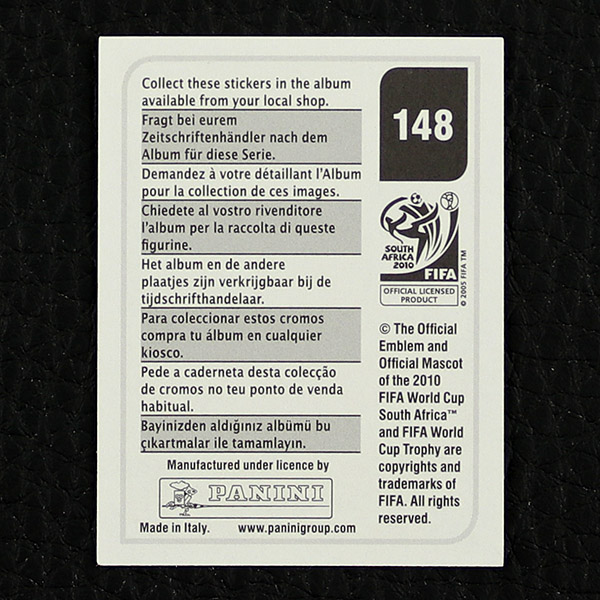 Collect these stickers in the album
available from your local shop.
Fragt bei eurem
Zeitschriftenhändler nach dem
Album für diese Serie.
Demandez à votre détaillant l'Album
pour la collection de ces images.
Chiedete al vostro rivenditore
l'album per la raccolta di queste
figurine.
Het album en de andere
plaatjes zijn verkrijgbaar bij de
tijdschrifthandelaar.
Para coleccionar estos cromos
compra tu álbum en cualquier
kiosco.
Pede a caderneta desta colecção
de cromos no teu ponto de venda
habitual.
Bayinizden aldığınız albümü bu
çıkartmalar ile tamamlayın.
Manufactured under licence by
PANINI
Made in Italy. www.paninigroup.com
148
SOUTH
AFRICA
2010
FIFA
OFFICIAL LICENSED
PRODUCT
© 2005 FIFA TM
© The Official
Emblem and
Official Mascot
of the 2010
FIFA World Cup
South Africa™
and FIFA World
Cup Trophy are
copyrights and
trademarks of
FIFA. All rights
reserved.